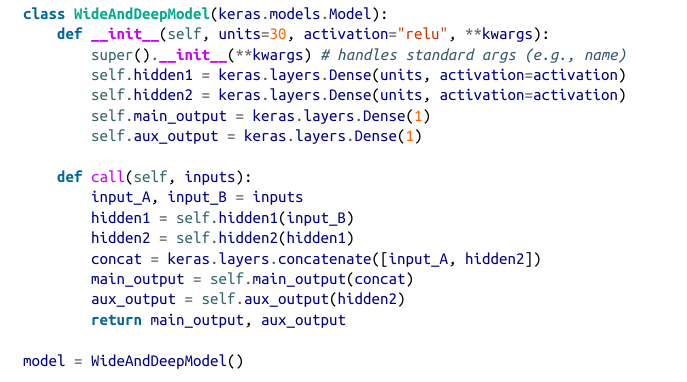 class WideAndDeepModel(keras.models.Model):
    def __init__(self, units=30, activation="relu", **kwargs):
        super().__init__(**kwargs) # handles standard args (e.g., name)
        self.hidden1 = keras.layers.Dense(units, activation=activation)
        self.hidden2 = keras.layers.Dense(units, activation=activation)
        self.main_output = keras.layers.Dense(1)
        self.aux_output = keras.layers.Dense(1)

    def call(self, inputs):
        input_A, input_B = inputs
        hidden1 = self.hidden1(input_B)
        hidden2 = self.hidden2(hidden1)
        concat = keras.layers.concatenate([input_A, hidden2])
        main_output = self.main_output(concat)
        aux_output = self.aux_output(hidden2)
        return main_output, aux_output

model = WideAndDeepModel()